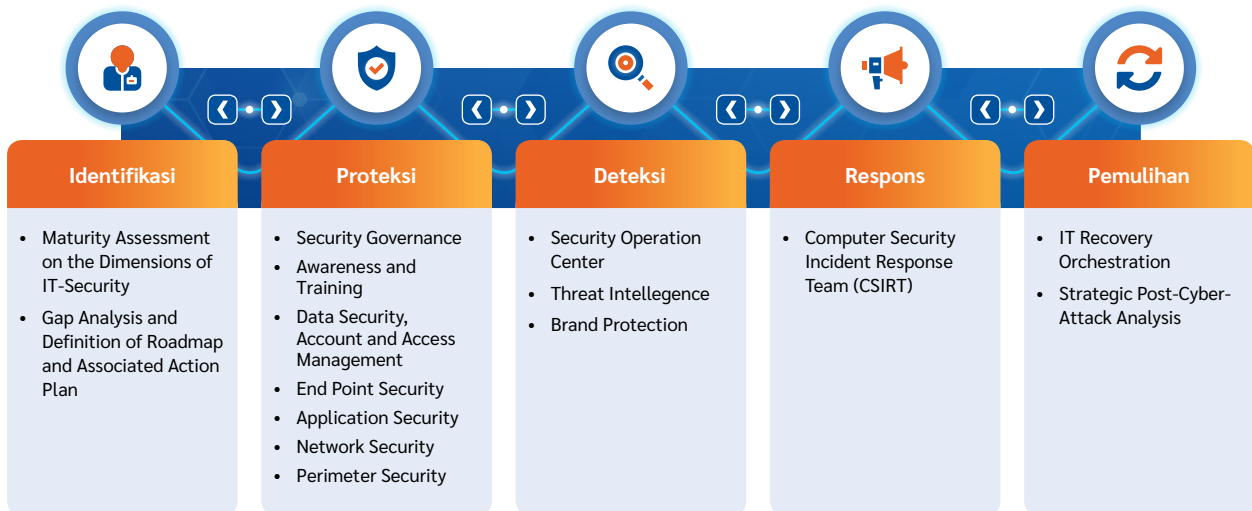 Identifikasi
• Maturity Assessment
on the Dimensions of
IT-Security
• Gap Analysis and
Definition of Roadmap
and Associated Action
Plan
Proteksi
• Security Governance
• Awareness and
Training
• Data Security,
Account and Access
Management
• End Point Security
• Application Security
• Network Security
• Perimeter Security
Deteksi
• Security Operation
Center
• Threat Intellegence
• Brand Protection
Respons
• Computer Security
Incident Response
Team (CSIRT)
Pemulihan
• IT Recovery
Orchestration
• Strategic Post-Cyber-
Attack Analysis